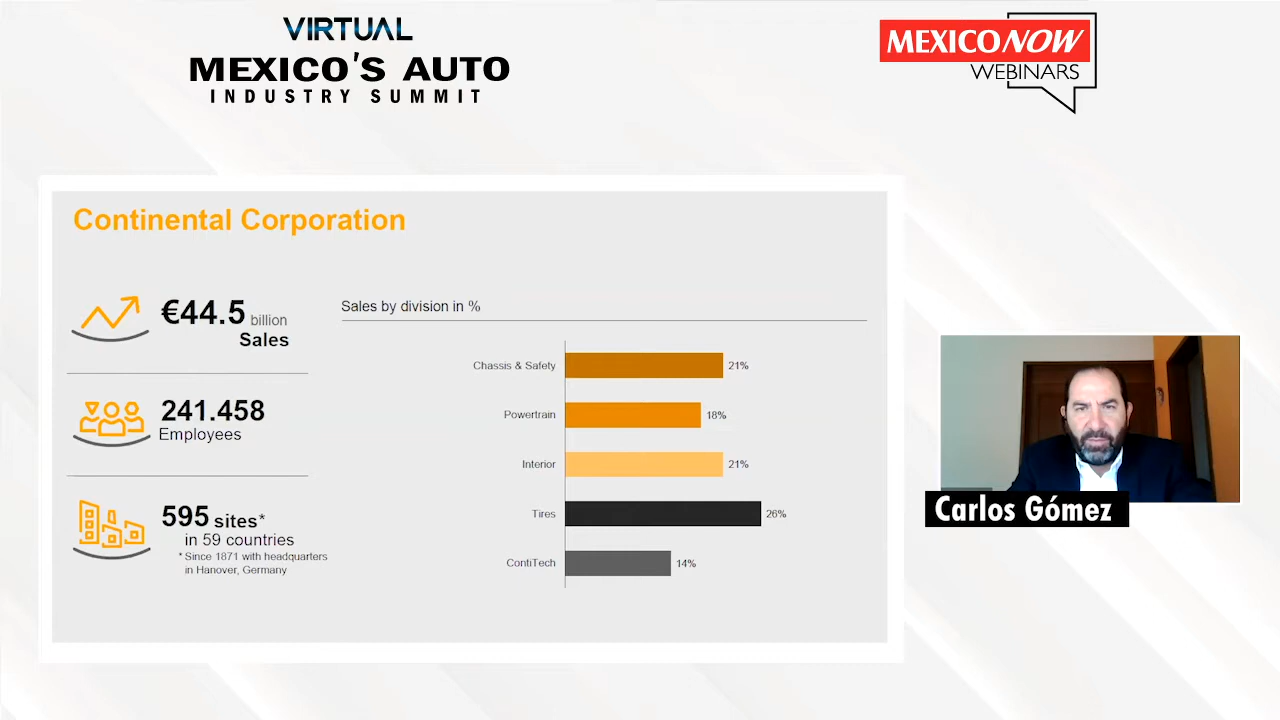 VIRTUAL
MEXICO'S AUTO
INDUSTRY SUMMIT
MEXICONOW
WEBINARS
Continental Corporation
€44.5 billion
Sales
241.458
Employees
595 sites*
in 59 countries
* Since 1871 with headquarters
in Hanover, Germany
Sales by division in %
Chassis & Safety 21%
Powertrain 18%
Interior 21%
Tires 26%
ContiTech 14%
Carlos Gómez